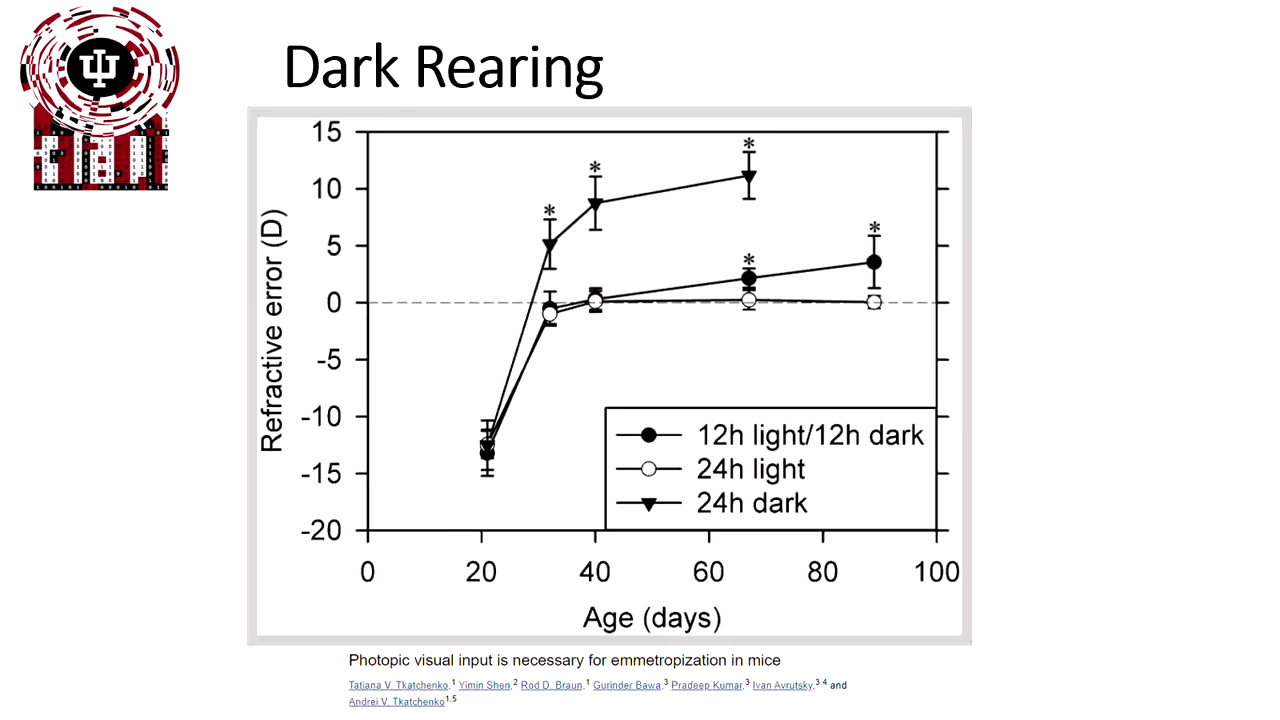 Dark Rearing
15
10
5
0
-5
-10
-15
-20
Refractive error (D)
*
*
*
*
*
12h light/12h dark
24h light
24h dark
0 20 40 60 80 100
Age (days)
Photopic visual input is necessary for emmetropization in mice
Tatiana V. Tkatchenko,1 Yimin Shen,2 Rod D. Braun,1 Gurinder Bawa,3 Pradeep Kumar,3 Ivan Avrutsky,3,4 and
Andrei V. Tkatchenko1,5